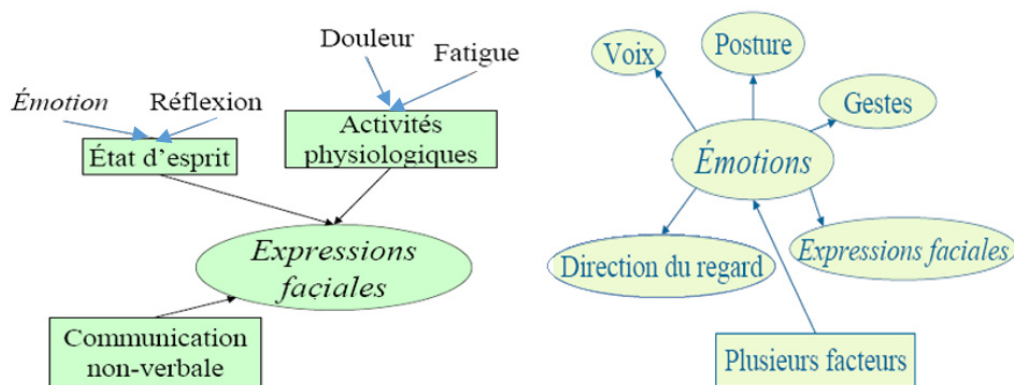 Douleur
Fatigue
Émotion
Réflexion
État d'esprit
Activités
physiologiques
Expressions
faciales
Communication
non-verbale
Voix
Posture
Gestes
Émotions
Direction du regard
Expressions faciales
Plusieurs facteurs